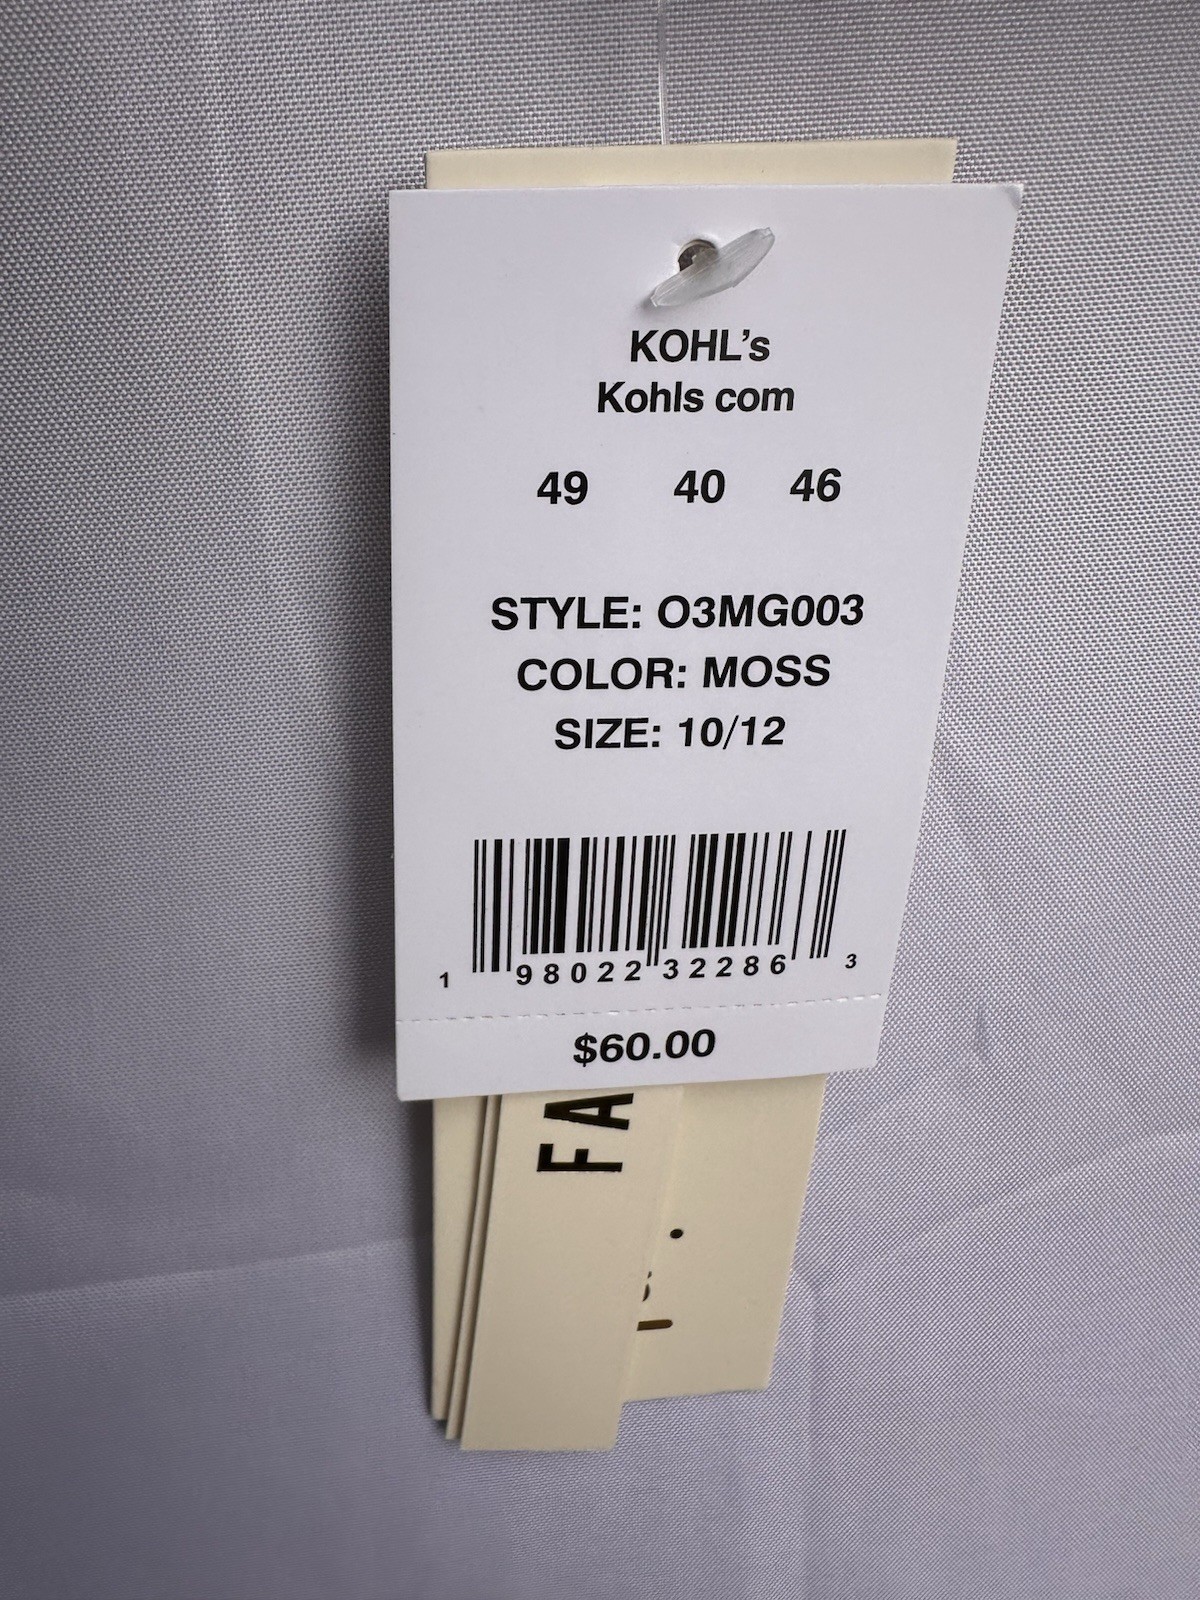 KOHL's
Kohls com
49 40 46
STYLE: O3MG003
COLOR: MOSS
SIZE: 10/12
1 98022 32286 3
$60.00
FA